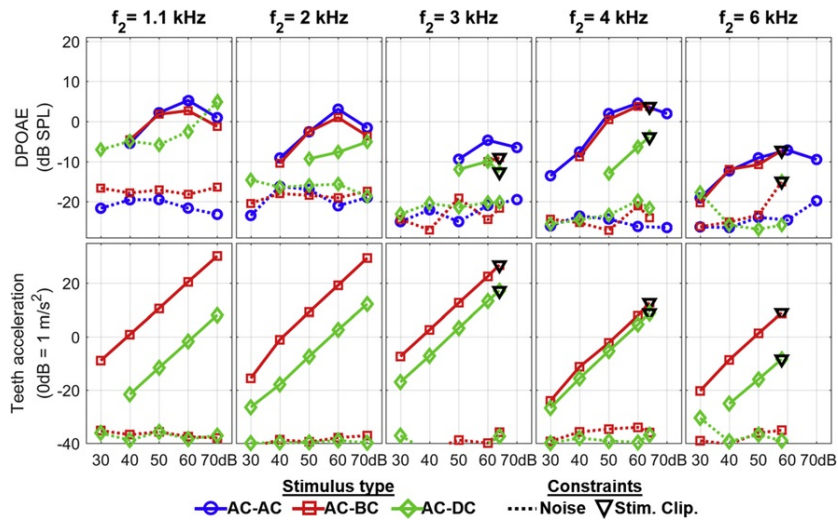 f2= 1.1 kHz f2= 2 kHz f2= 3 kHz f2= 4 kHz f2= 6 kHz
20
10
0
-10
-20
DPOAE
(dB SPL)
20
0
-20
-40
Teeth acceleration
(0dB = 1 m/s2)
30 40 50 60 70dB 30 40 50 60 70dB 30 40 50 60 70dB 30 40 50 60 70dB 30 40 50 60 70dB
Stimulus type Constraints
AC-AC AC-BC AC-DC Noise Stim. Clip.